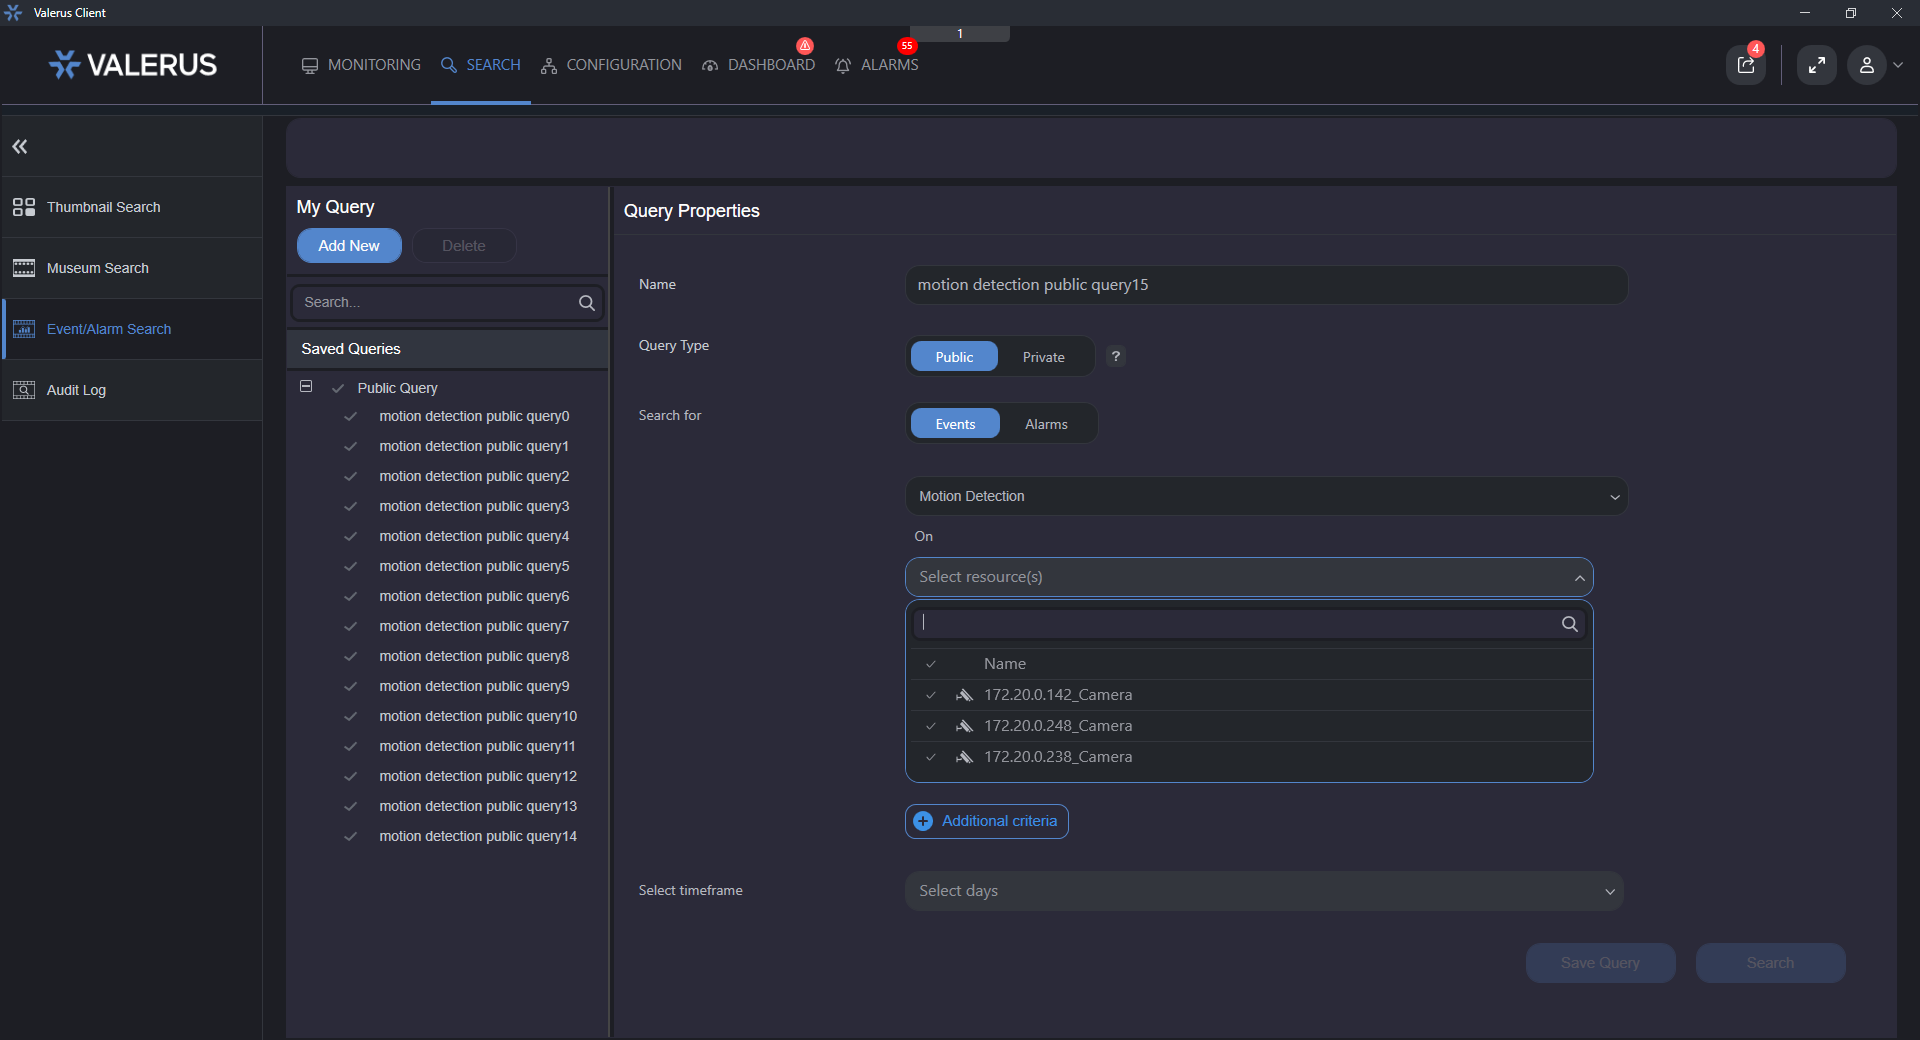 Valerus Client
1
VALERUS
MONITORING
SEARCH
CONFIGURATION
DASHBOARD
55
ALARMS
4
Thumbnail Search
Museum Search
Event/Alarm Search
Audit Log
My Query
Add New
Delete
Search...
Saved Queries
Public Query
motion detection public query0
motion detection public query1
motion detection public query2
motion detection public query3
motion detection public query4
motion detection public query5
motion detection public query6
motion detection public query7
motion detection public query8
motion detection public query9
motion detection public query10
motion detection public query11
motion detection public query12
motion detection public query13
motion detection public query14
Query Properties
Name
motion detection public query15
Query Type
Public
Private
?
Search for
Events
Alarms
Motion Detection
On
Select resource(s)
Name
172.20.0.142_Camera
172.20.0.248_Camera
172.20.0.238_Camera
Additional criteria
Select timeframe
Select days
Save Query
Search